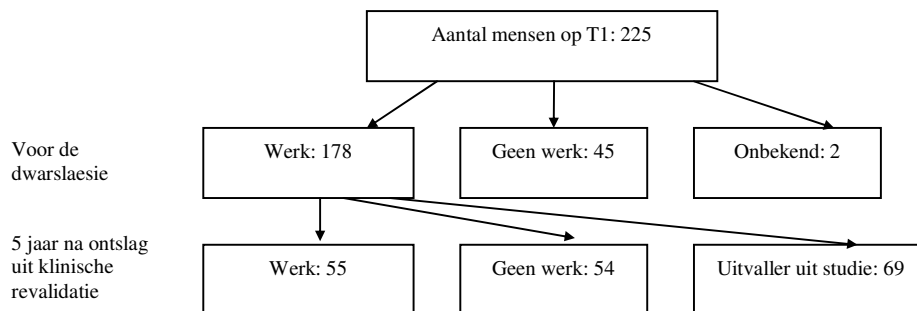 Aantal mensen op T1: 225
Voor de
dwarslaesie
Werk: 178
Geen werk: 45
Onbekend: 2
5 jaar na ontslag
uit klinische
revalidatie
Werk: 55
Geen werk: 54
Uitvaller uit studie: 69